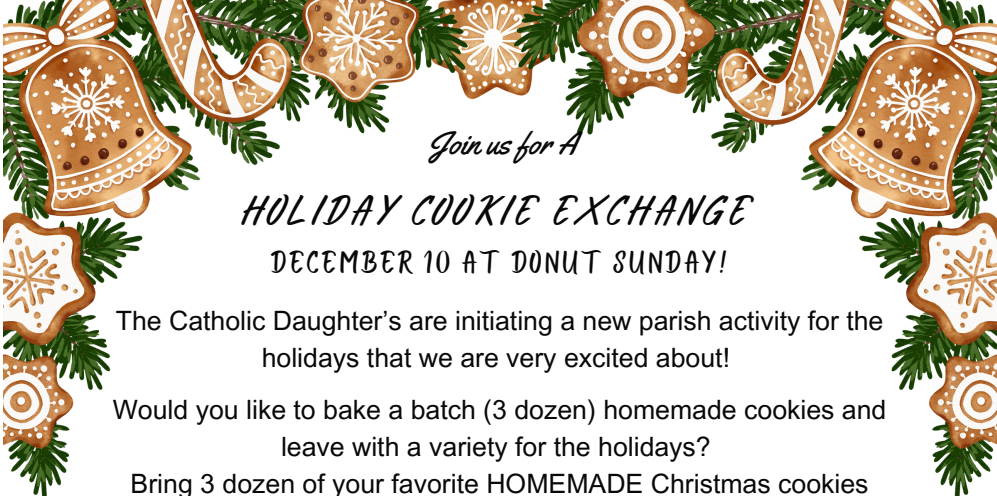 Join us for A
HOLIDAY COOKIE EXCHANGE
DECEMBER 10 AT DONUT SUNDAY!
The Catholic Daughter's are initiating a new parish activity for the
holidays that we are very excited about!
Would you like to bake a batch (3 dozen) homemade cookies and
leave with a variety for the holidays?
Bring 3 dozen of your favorite HOMEMADE Christmas cookies